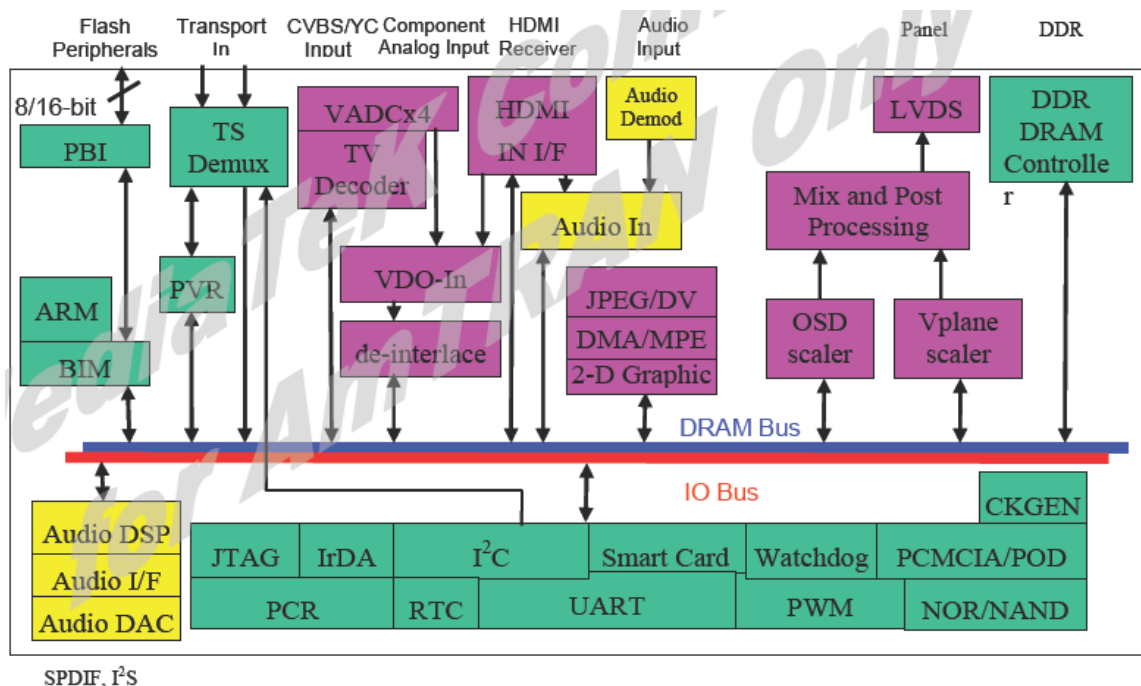 Flash
Peripherals
Transport
In
CVBS/YC
Input
Component
Analog Input
HDMI
Receiver
Audio
Input
Panel
DDR
8/16-bit
PBI
TS
Demux
VADCx4
TV
Decoder
HDMI
IN I/F
Audio
Demod
LVDS
DDR
DRAM
Controlle
r
Audio In
Mix and Post
Processing
VDO-In
PVR
ARM
BIM
de-interlace
JPEG/DV
DMA/MPE
2-D Graphic
OSD
scaler
Vplane
scaler
DRAM Bus
IO Bus
CKGEN
Audio DSP
Audio I/F
Audio DAC
JTAG
IrDA
I²C
Smart Card
Watchdog
PCMCIA/POD
PCR
RTC
UART
PWM
NOR/NAND
SPDIF, I²S
for AmTRAN Only